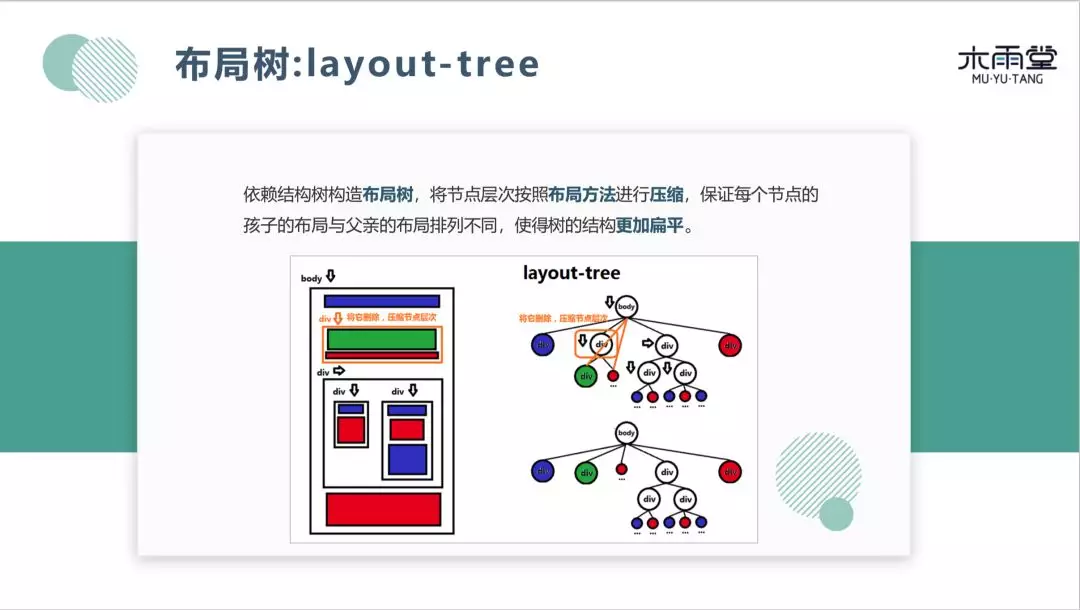 布局树:layout-tree
木雨堂
MU·YU·TANG
依赖结构树构造布局树，将节点层次按照布局方法进行压缩，保证每个节点的
孩子的布局与父亲的布局排列不同，使得树的结构更加扁平。
body
div 将它删除，压缩节点层次
div
div
div
layout-tree
body
将它删除，压缩节点层次
div
div
div
div
div
div
div
...
... ... ... ... ...
body
div
div
div
div
...
div
div
... ... ... ... ...